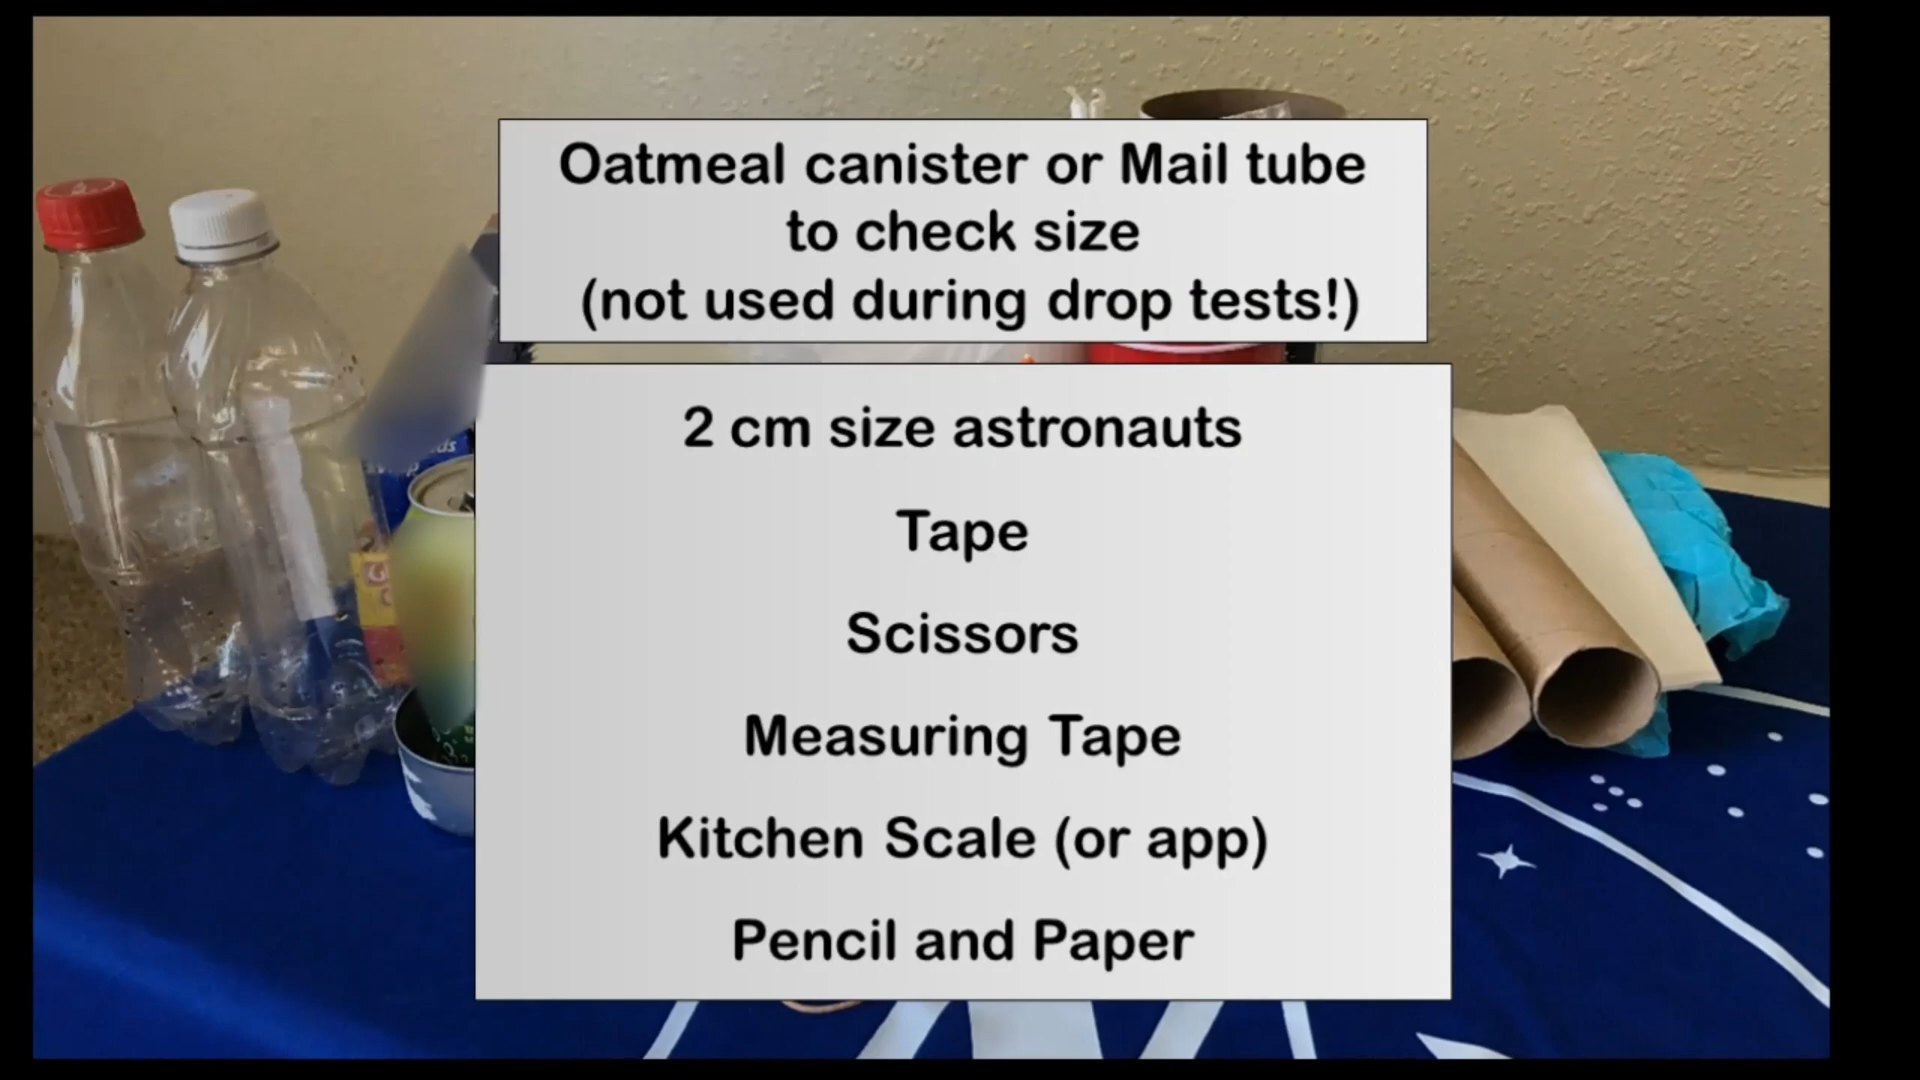 Oatmeal canister or Mail tube
to check size
(not used during drop tests!)
2 cm size astronauts
Tape
Scissors
Measuring Tape
Kitchen Scale (or app)
Pencil and Paper